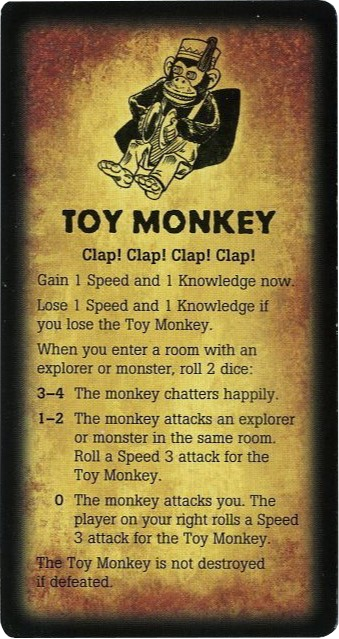 TOY MONKEY
Clap! Clap! Clap! Clap!
Gain 1 Speed and 1 Knowledge now.
Lose 1 Speed and 1 Knowledge if
you lose the Toy Monkey.
When you enter a room with an
explorer or monster, roll 2 dice:
3–4 The monkey chatters happily.
1–2 The monkey attacks an explorer
or monster in the same room.
Roll a Speed 3 attack for the
Toy Monkey.
0 The monkey attacks you. The
player on your right rolls a Speed
3 attack for the Toy Monkey.
The Toy Monkey is not destroyed
if defeated.